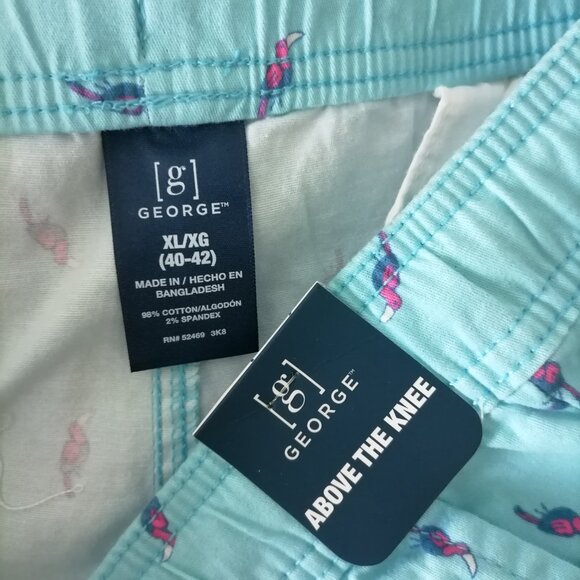 [g]
GEORGE™
XL/XG
(40-42)
MADE IN / HECHO EN
BANGLADESH
98% COTTON/ALGODÓN
2% SPANDEX
RN# 52469 3K8
[g]
GEORGE™
ABOVE THE KNEE